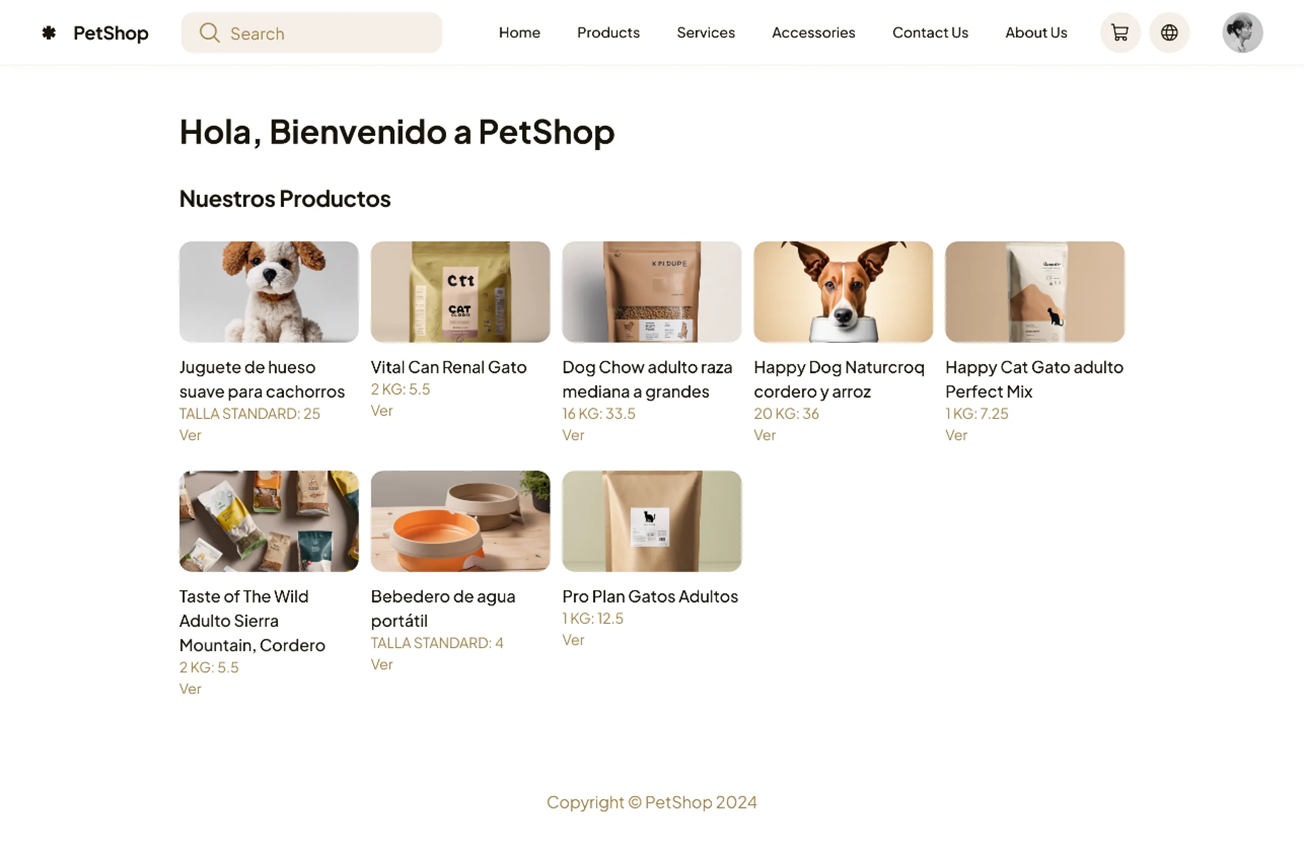 PetShop
Search
Home
Products
Services
Accessories
Contact Us
About Us
Hola, Bienvenido a PetShop
Nuestros Productos
Ctt
CAT
Juguete de hueso
suave para cachorros
TALLA STANDARD: 25
Ver
Vital Can Renal Gato
2 KG: 5.5
Ver
Dog Chow adulto raza
mediana a grandes
16 KG: 33.5
Ver
Happy Dog Naturcroq
cordero y arroz
20 KG: 36
Ver
Happy Cat Gato adulto
Perfect Mix
1 KG: 7.25
Ver
Taste of The Wild
Adulto Sierra
Mountain, Cordero
2 KG: 5.5
Ver
Bebedero de agua
portátil
TALLA STANDARD: 4
Ver
Pro Plan Gatos Adultos
1 KG: 12.5
Ver
Copyright © PetShop 2024